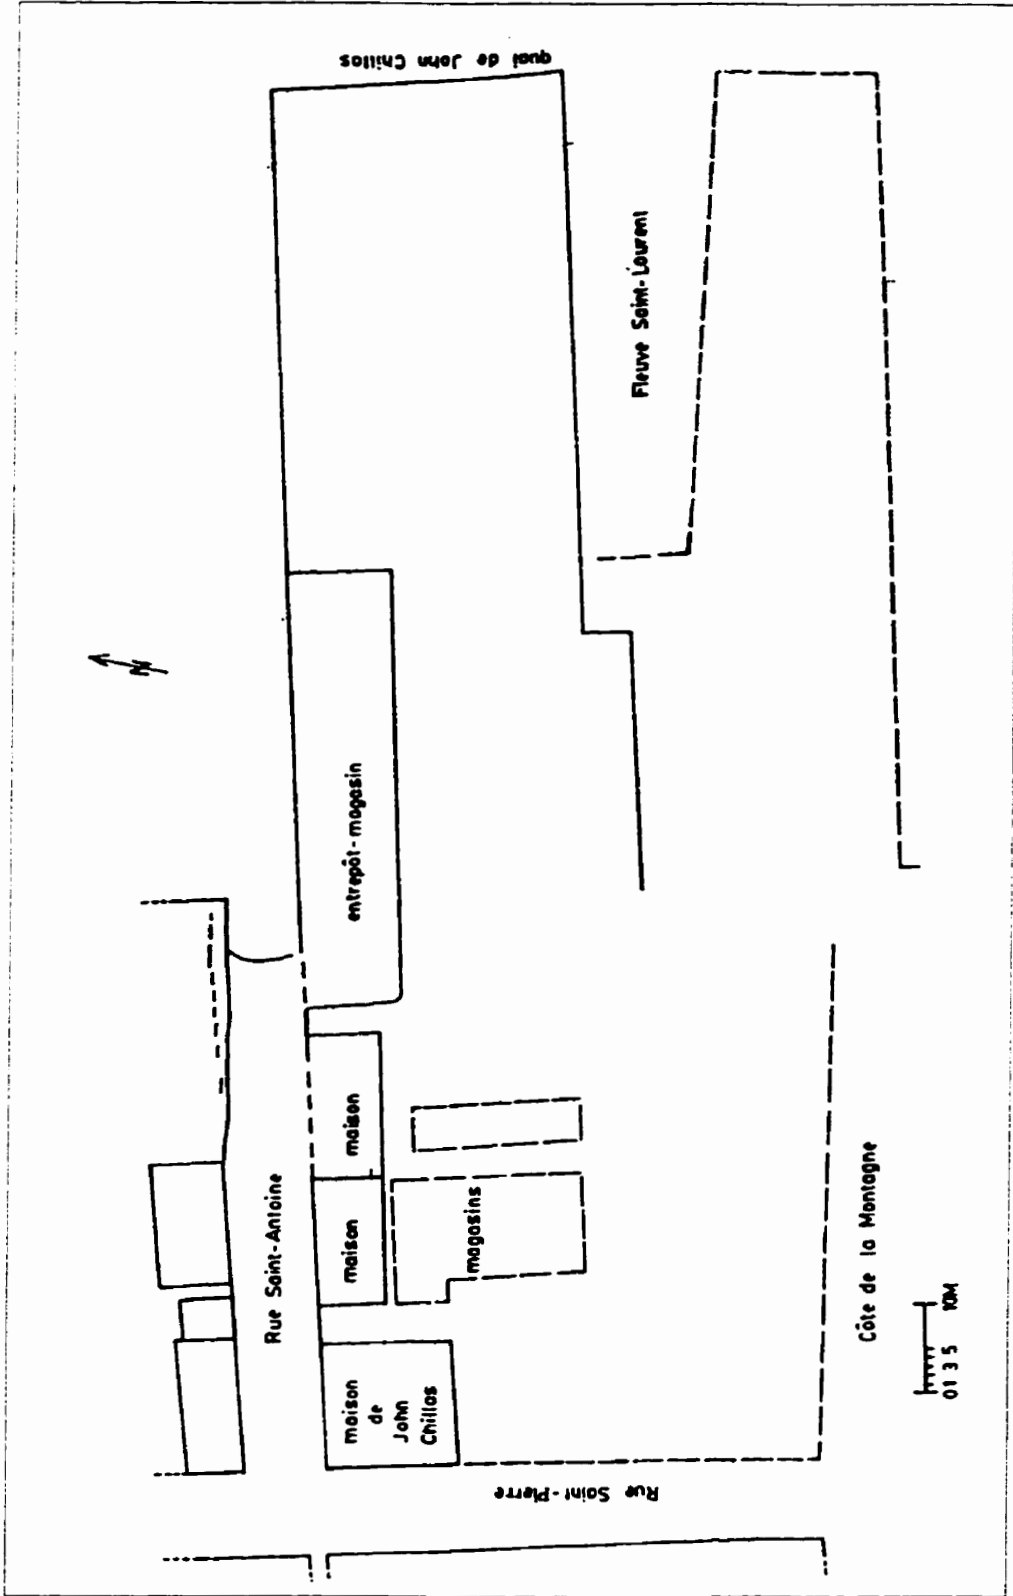 quai de John Chillas
Fleuve Saint-Laurent
N
entrepôt-magasin
maison
maison
magasins
Rue Saint-Antoine
maison
de
John
Chillas
Rue Saint-Pierre
Côte de la Montagne
0 1 3 5 10M